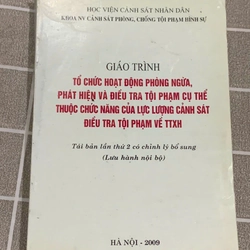 HỌC VIỆN CẢNH SÁT NHÂN DÂN
KHOA NV CẢNH SÁT PHÒNG, CHỐNG TỘI PHẠM HÌNH SỰ
GIÁO TRÌNH
TỔ CHỨC HOẠT ĐỘNG PHÒNG NGỪA,
PHÁT HIỆN VÀ ĐIỀU TRA TỘI PHẠM CỤ THỂ
THUỘC CHỨC NĂNG CỦA LỰC LƯỢNG CẢNH SÁT
ĐIỀU TRA TỘI PHẠM VỀ TTXH
Tái bản lần thứ 2 có chỉnh lý bổ sung
(Lưu hành nội bộ)
HÀ NỘI - 2009